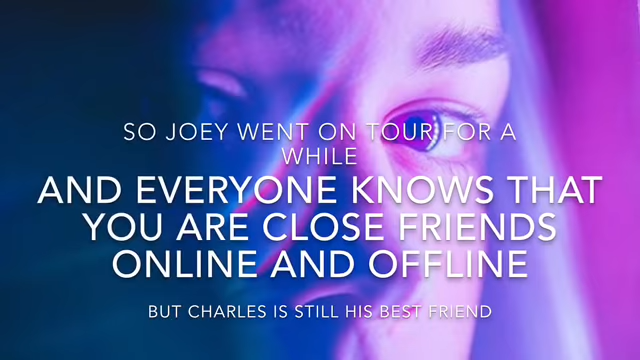 SO JOEY WENT ON TOUR FOR A
WHILE
AND EVERYONE KNOWS THAT
YOU ARE CLOSE FRIENDS
ONLINE AND OFFLINE
BUT CHARLES IS STILL HIS BEST FRIEND